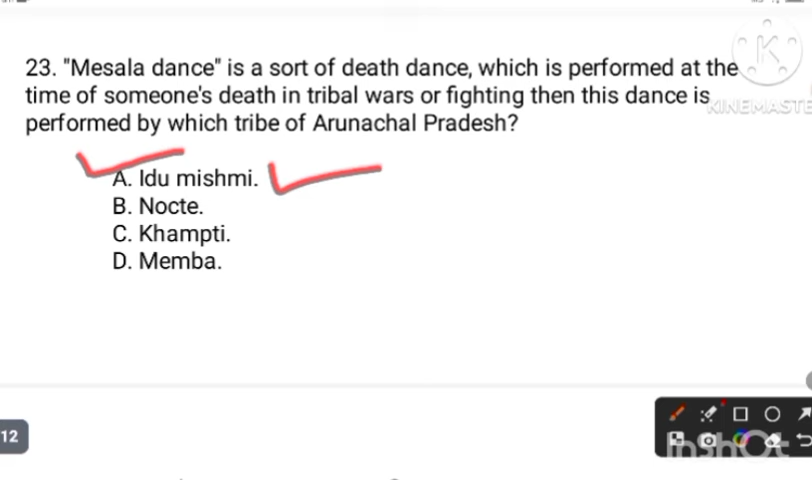 23. "Mesala dance" is a sort of death dance, which is performed at the
time of someone's death in tribal wars or fighting then this dance is
performed by which tribe of Arunachal Pradesh?
A. Idu mishmi.
B. Nocte.
C. Khampti.
D. Memba.
K
KINEMASTE
12
InshOt